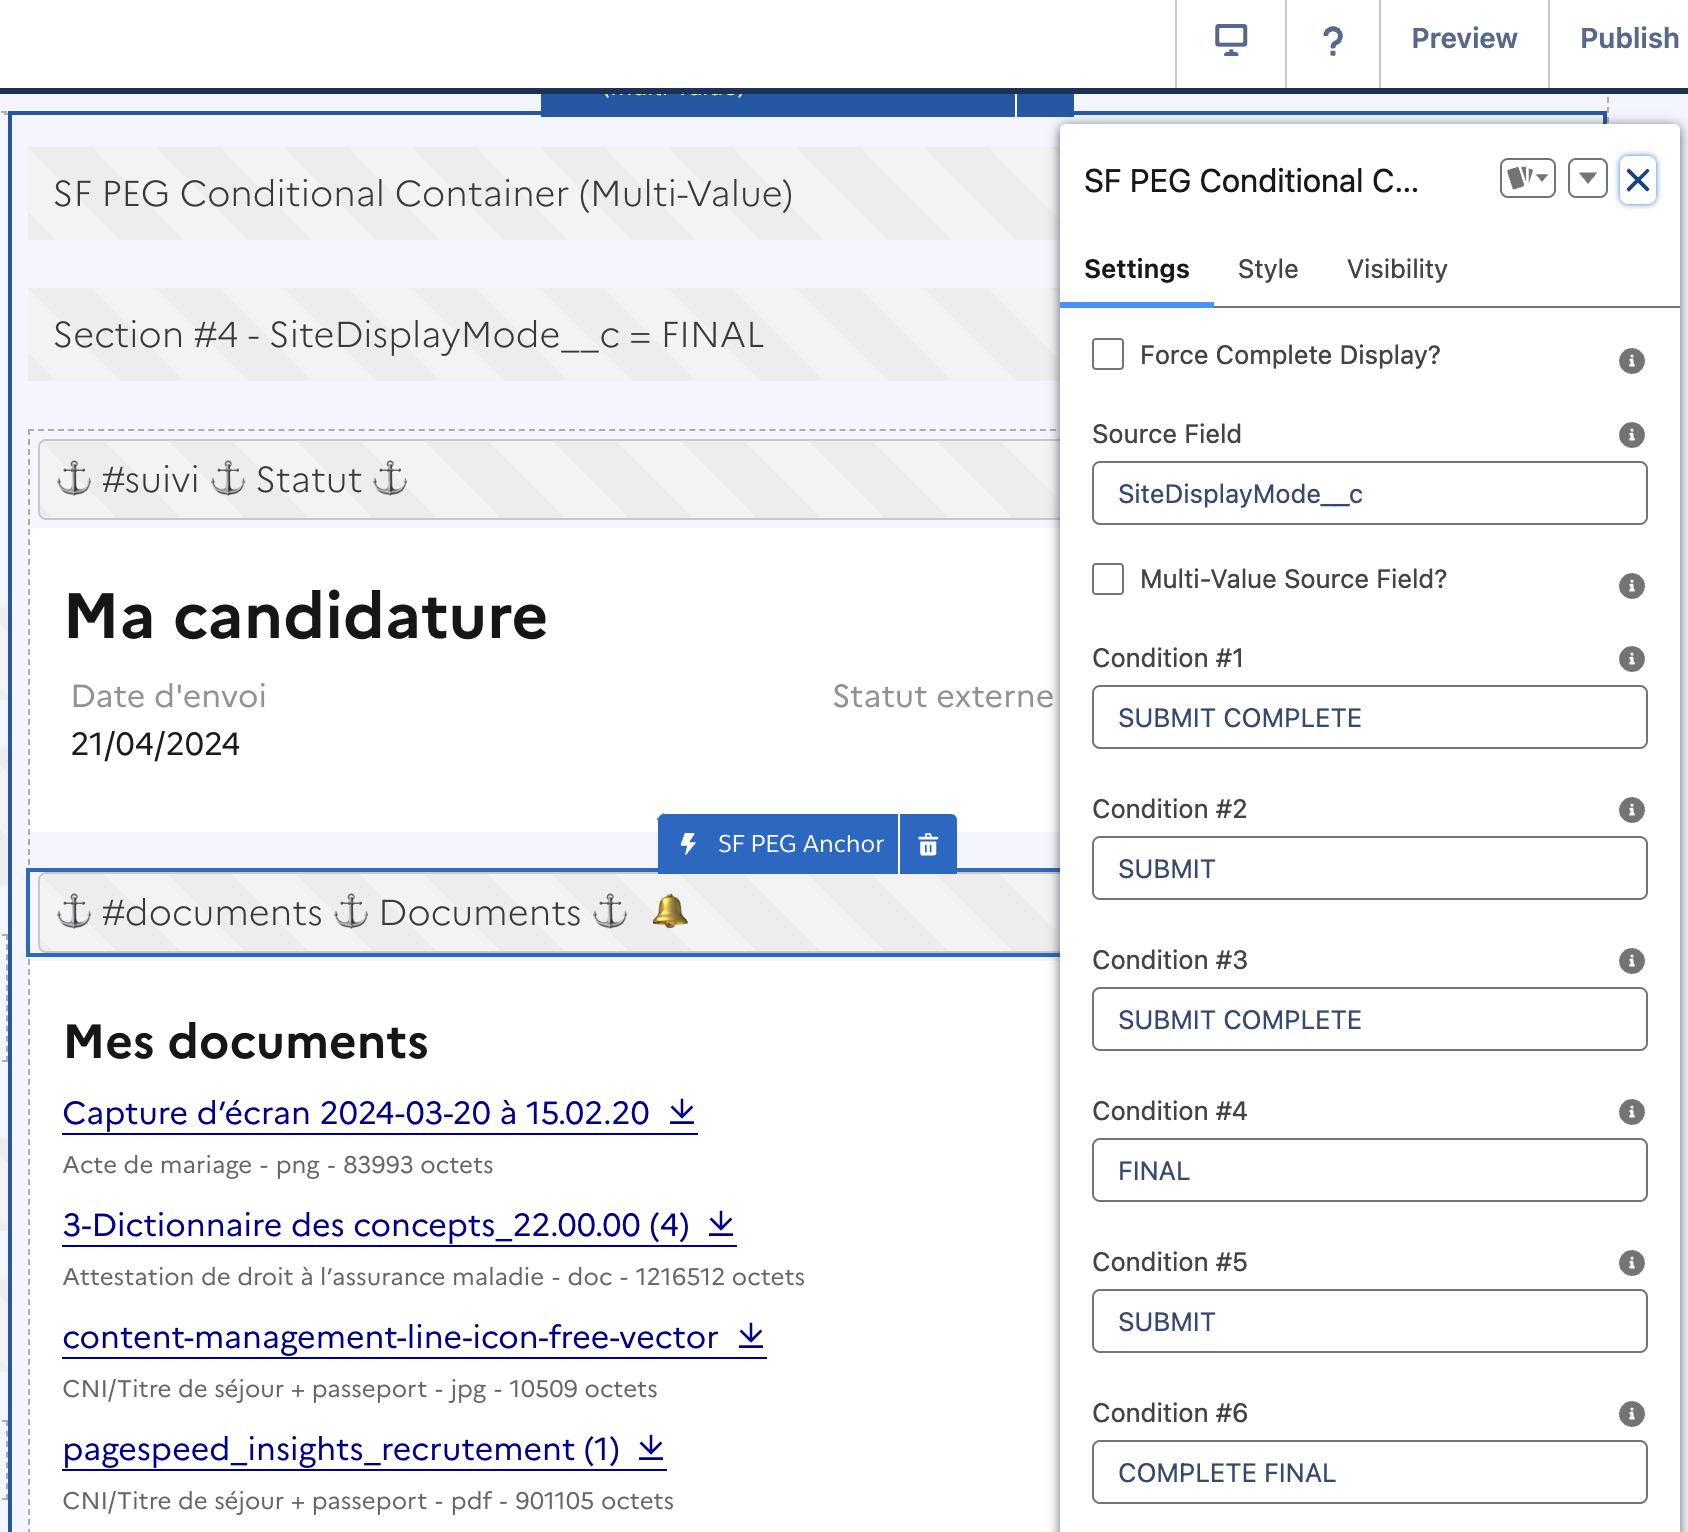 ?
Preview
Publish
SF PEG Conditional Container (Multi-Value)
Section #4 - SiteDisplayMode__c = FINAL
#suivi Statut
Ma candidature
Date d'envoi
Statut externe
21/04/2024
SF PEG Anchor
#documents Documents
Mes documents
Capture d’écran 2024-03-20 à 15.02.20
Acte de mariage - png - 83993 octets
3-Dictionnaire des concepts_22.00.00 (4)
Attestation de droit à l’assurance maladie - doc - 1216512 octets
content-management-line-icon-free-vector
CNI/Titre de séjour + passeport - jpg - 10509 octets
pagespeed_insights_recrutement (1)
CNI/Titre de séjour + passeport - pdf - 901105 octets
SF PEG Conditional C...
Settings
Style
Visibility
Force Complete Display?
Source Field
SiteDisplayMode__c
Multi-Value Source Field?
Condition #1
SUBMIT COMPLETE
Condition #2
SUBMIT
Condition #3
SUBMIT COMPLETE
Condition #4
FINAL
Condition #5
SUBMIT
Condition #6
COMPLETE FINAL